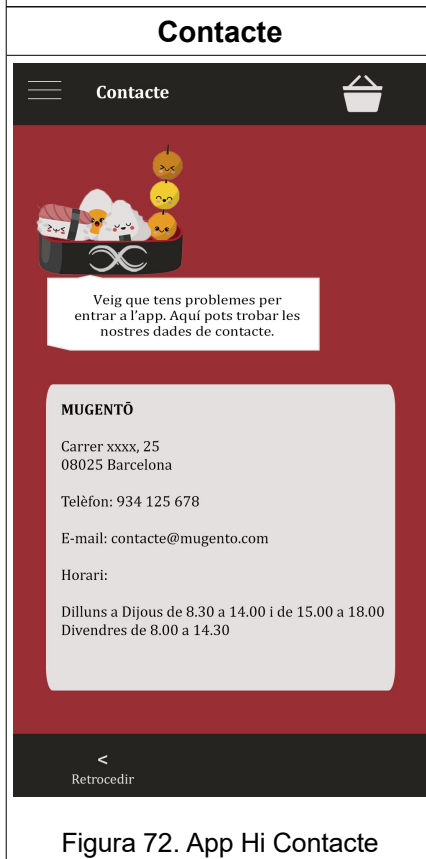 Contacte
Contacte
Veig que tens problemes per
entrar a l'app. Aquí pots trobar les
nostres dades de contacte.
MUGENTŌ
Carrer xxxx, 25
08025 Barcelona
Telèfon: 934 125 678
E-mail: contacte@mugento.com
Horari:
Dilluns a Dijous de 8.30 a 14.00 i de 15.00 a 18.00
Divendres de 8.00 a 14.30
<
Retrocedir
Figura 72. App Hi Contacte